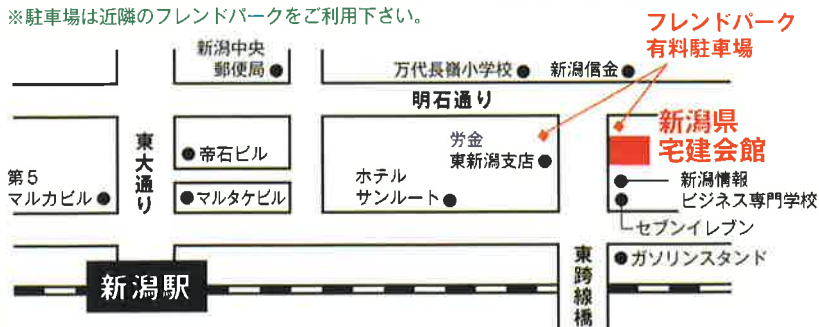 ※駐車場は近隣のフレンドパークをご利用下さい。
フレンドパーク
有料駐車場
新潟中央
郵便局
万代長嶺小学校
新潟信金
明石通り
新潟県
宅建会館
東大通り
帝石ビル
労金
東新潟支店
第5
マルカビル
マルタケビル
ホテル
サンルート
新潟情報
ビジネス専門学校
セブンイレブン
新潟駅
東跨線橋
ガソリンスタンド